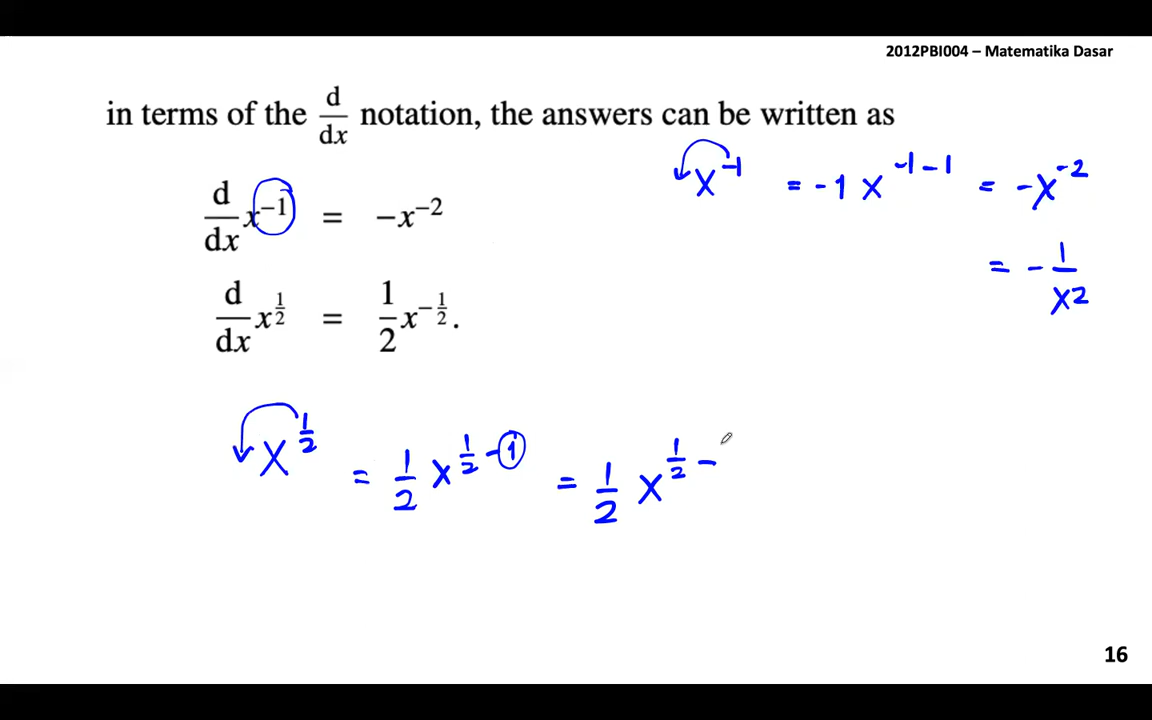 2012PBI004 – Matematika Dasar
in terms of the d/dx notation, the answers can be written as
x⁻¹ = -1 x⁻¹⁻¹ = -x⁻²
= - 1/x2
d/dx x⁻¹ = −x⁻²
d/dx x^(1/2) = 1/2 x^(−1/2).
x^(1/2) = 1/2 x^(1/2 - 1) = 1/2 x^(1/2 -
16